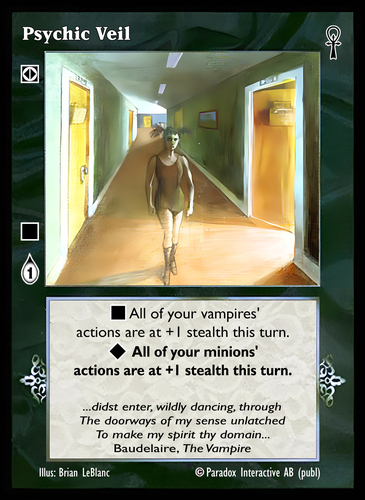 Psychic Veil
1
All of your vampires'
actions are at +1 stealth this turn.
All of your minions'
actions are at +1 stealth this turn.
...didst enter, wildly dancing, through
The doorways of my sense unlatched
To make my spirit thy domain...
Baudelaire, The Vampire
Illus: Brian LeBlanc © Paradox Interactive AB (publ)